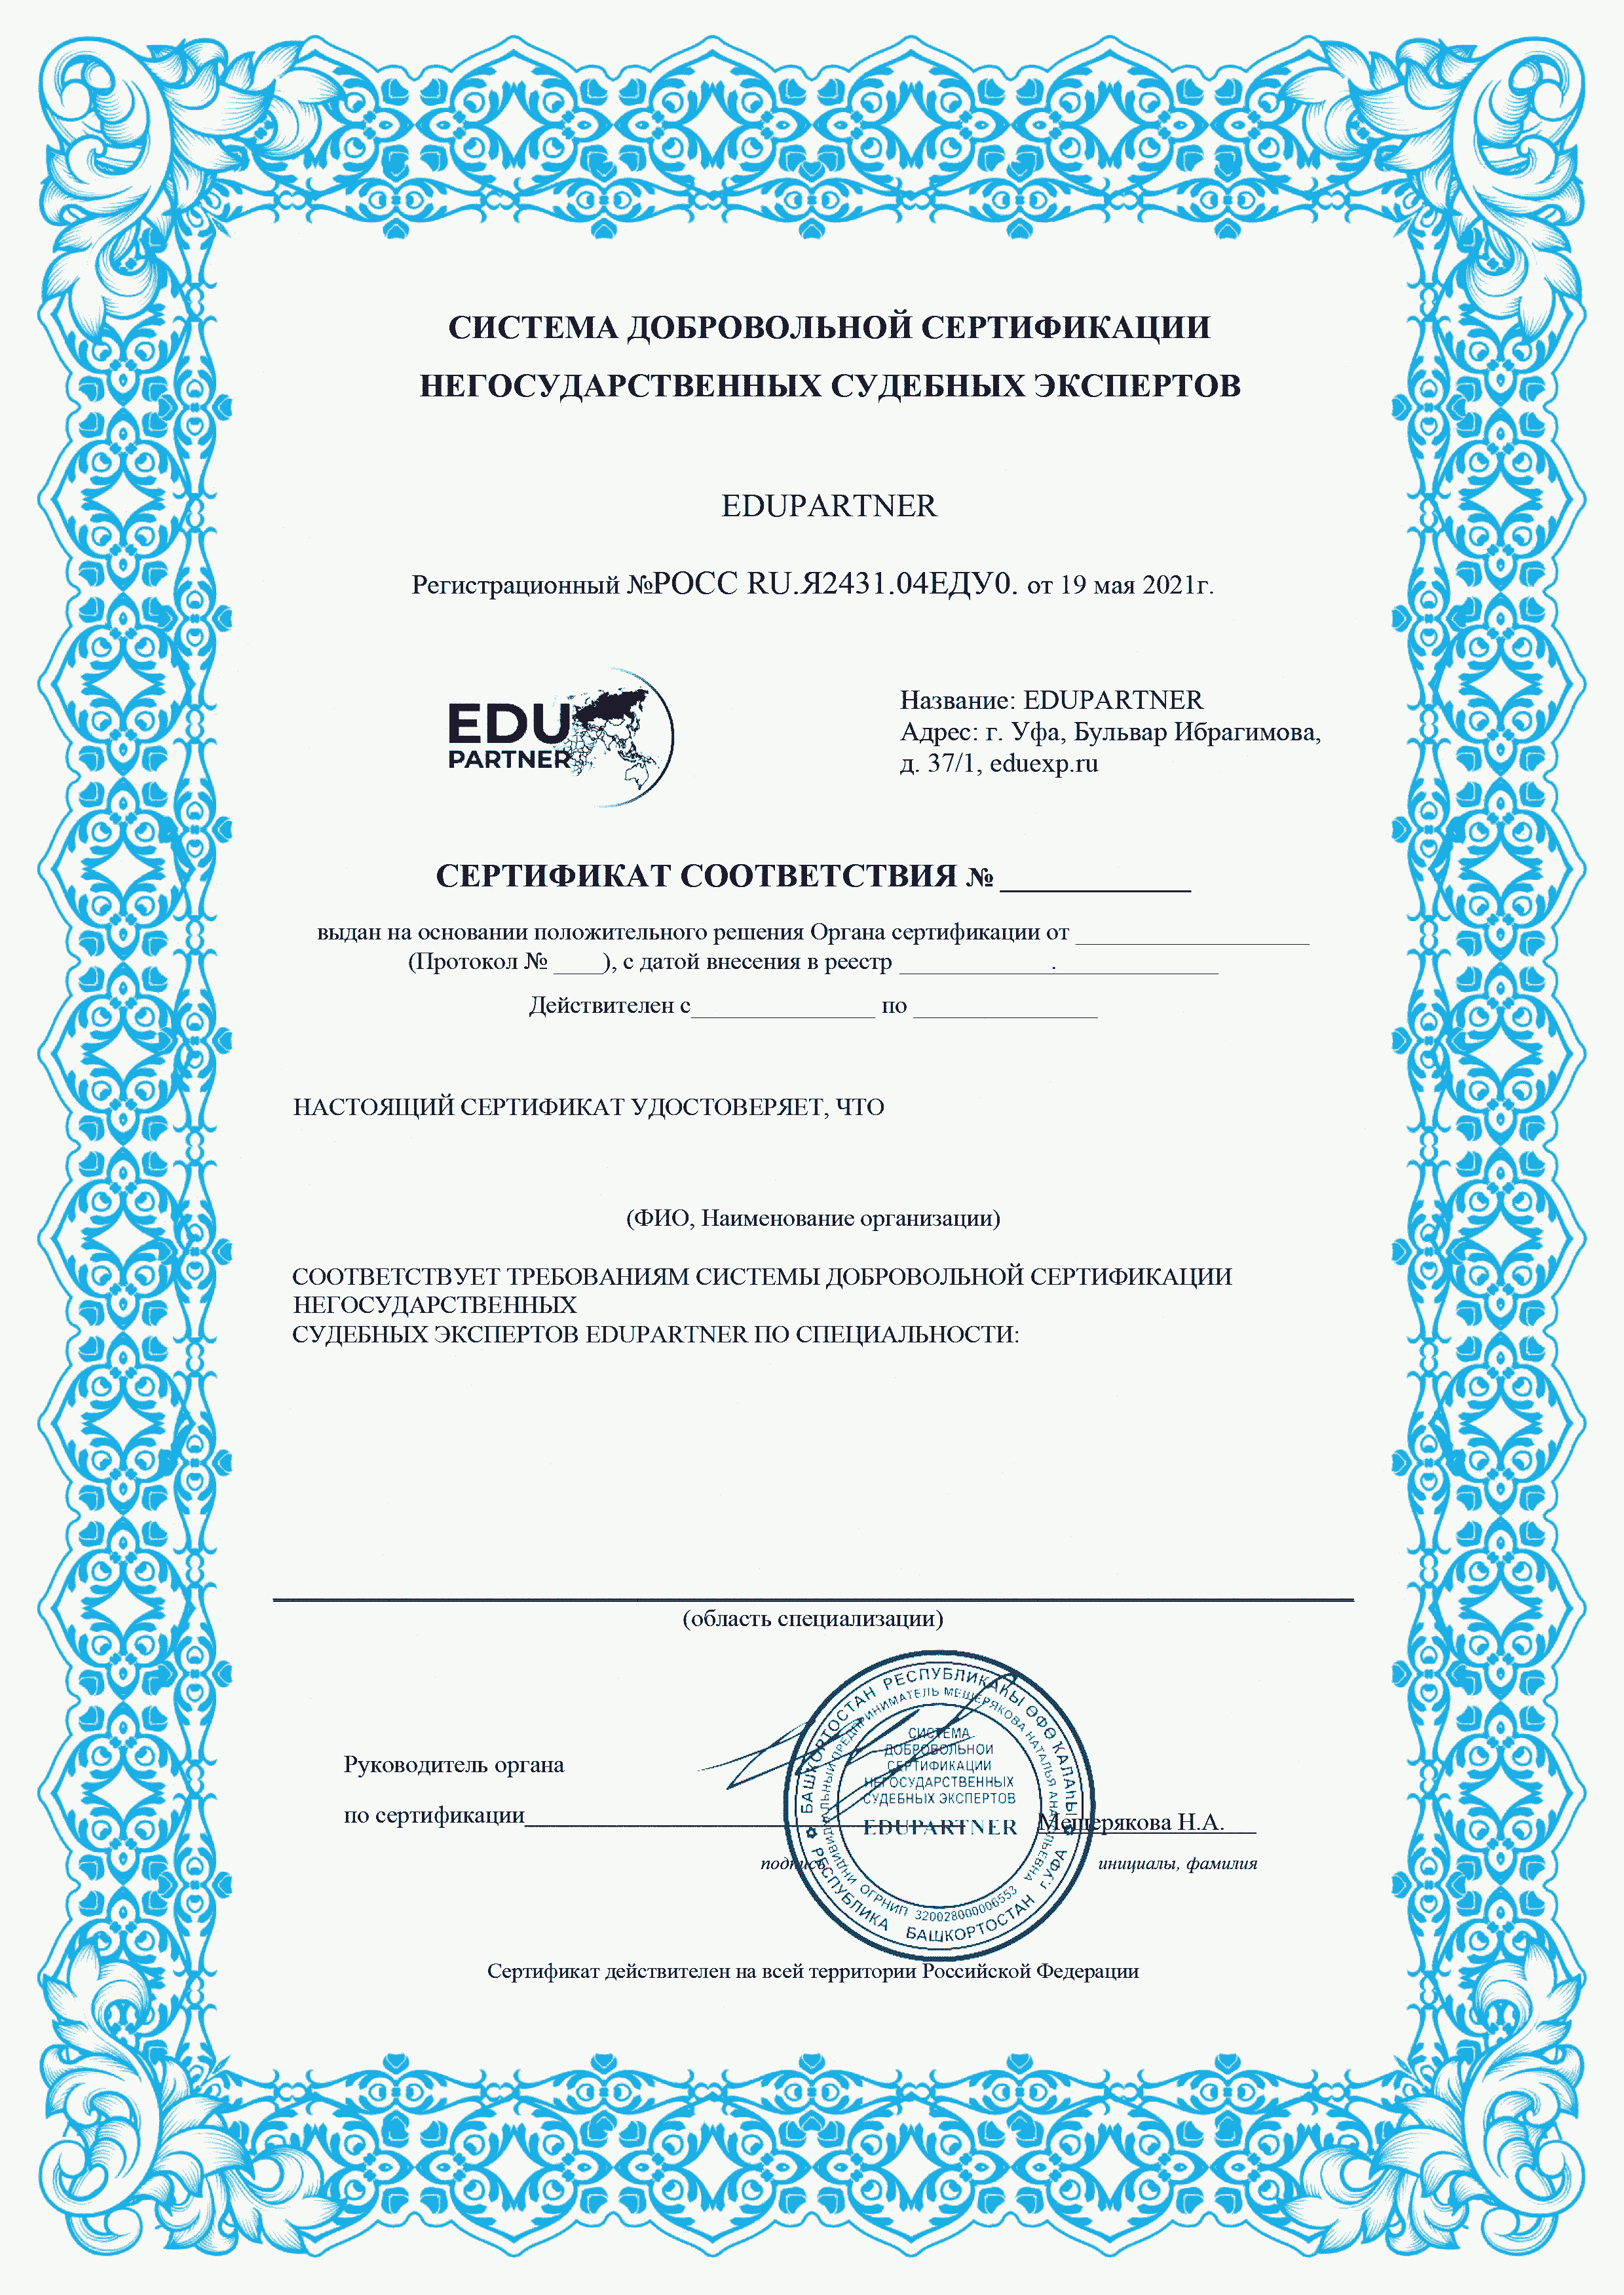 СИСТЕМА ДОБРОВОЛЬНОЙ СЕРТИФИКАЦИИ
НЕГОСУДАРСТВЕННЫХ СУДЕБНЫХ ЭКСПЕРТОВ
EDUPARTNER
Регистрационный №РОСС RU.Я2431.04ЕДУ0. от 19 мая 2021г.
EDU
PARTNER
Название: EDUPARTNER
Адрес: г. Уфа, Бульвар Ибрагимова,
д. 37/1, eduexp.ru
СЕРТИФИКАТ СООТВЕТСТВИЯ № ____________
выдан на основании положительного решения Органа сертификации от ___________________
(Протокол № ____), с датой внесения в реестр ____________.____________
Действителен с_______________ по _______________
НАСТОЯЩИЙ СЕРТИФИКАТ УДОСТОВЕРЯЕТ, ЧТО
(ФИО, Наименование организации)
СООТВЕТСТВУЕТ ТРЕБОВАНИЯМ СИСТЕМЫ ДОБРОВОЛЬНОЙ СЕРТИФИКАЦИИ
НЕГОСУДАРСТВЕННЫХ
СУДЕБНЫХ ЭКСПЕРТОВ EDUPARTNER ПО СПЕЦИАЛЬНОСТИ:
(область специализации)
Руководитель органа
по сертификации____________________ Мещерякова Н.А.
подпись инициалы, фамилия
БАШКОРТОСТАН РЕСПУБЛИКАҺЫ ӨФӨ ҠАЛАҺЫ
РЕСПУБЛИКА БАШКОРТОСТАН г.УФА
ИНДИВИДУАЛЬНЫЙ ПРЕДПРИНИМАТЕЛЬ МЕЩЕРЯКОВА НАТАЛЬЯ АНАТОЛЬЕВНА
ОГРНИП 320028000006553
СИСТЕМА
ДОБРОВОЛЬНОЙ
СЕРТИФИКАЦИИ
НЕГОСУДАРСТВЕННЫХ
СУДЕБНЫХ ЭКСПЕРТОВ
EDUPARTNER
Сертификат действителен на всей территории Российской Федерации